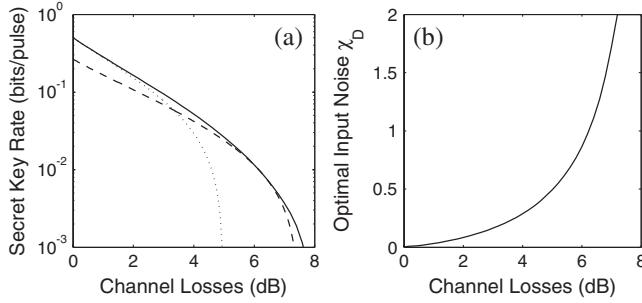 (a)
Secret Key Rate (bits/pulse)
10^0
10^-1
10^-2
10^-3
0 2 4 6 8
Channel Losses (dB)
(b)
Optimal Input Noise χ_D
2
1.5
1
0.5
0
0 2 4 6 8
Channel Losses (dB)